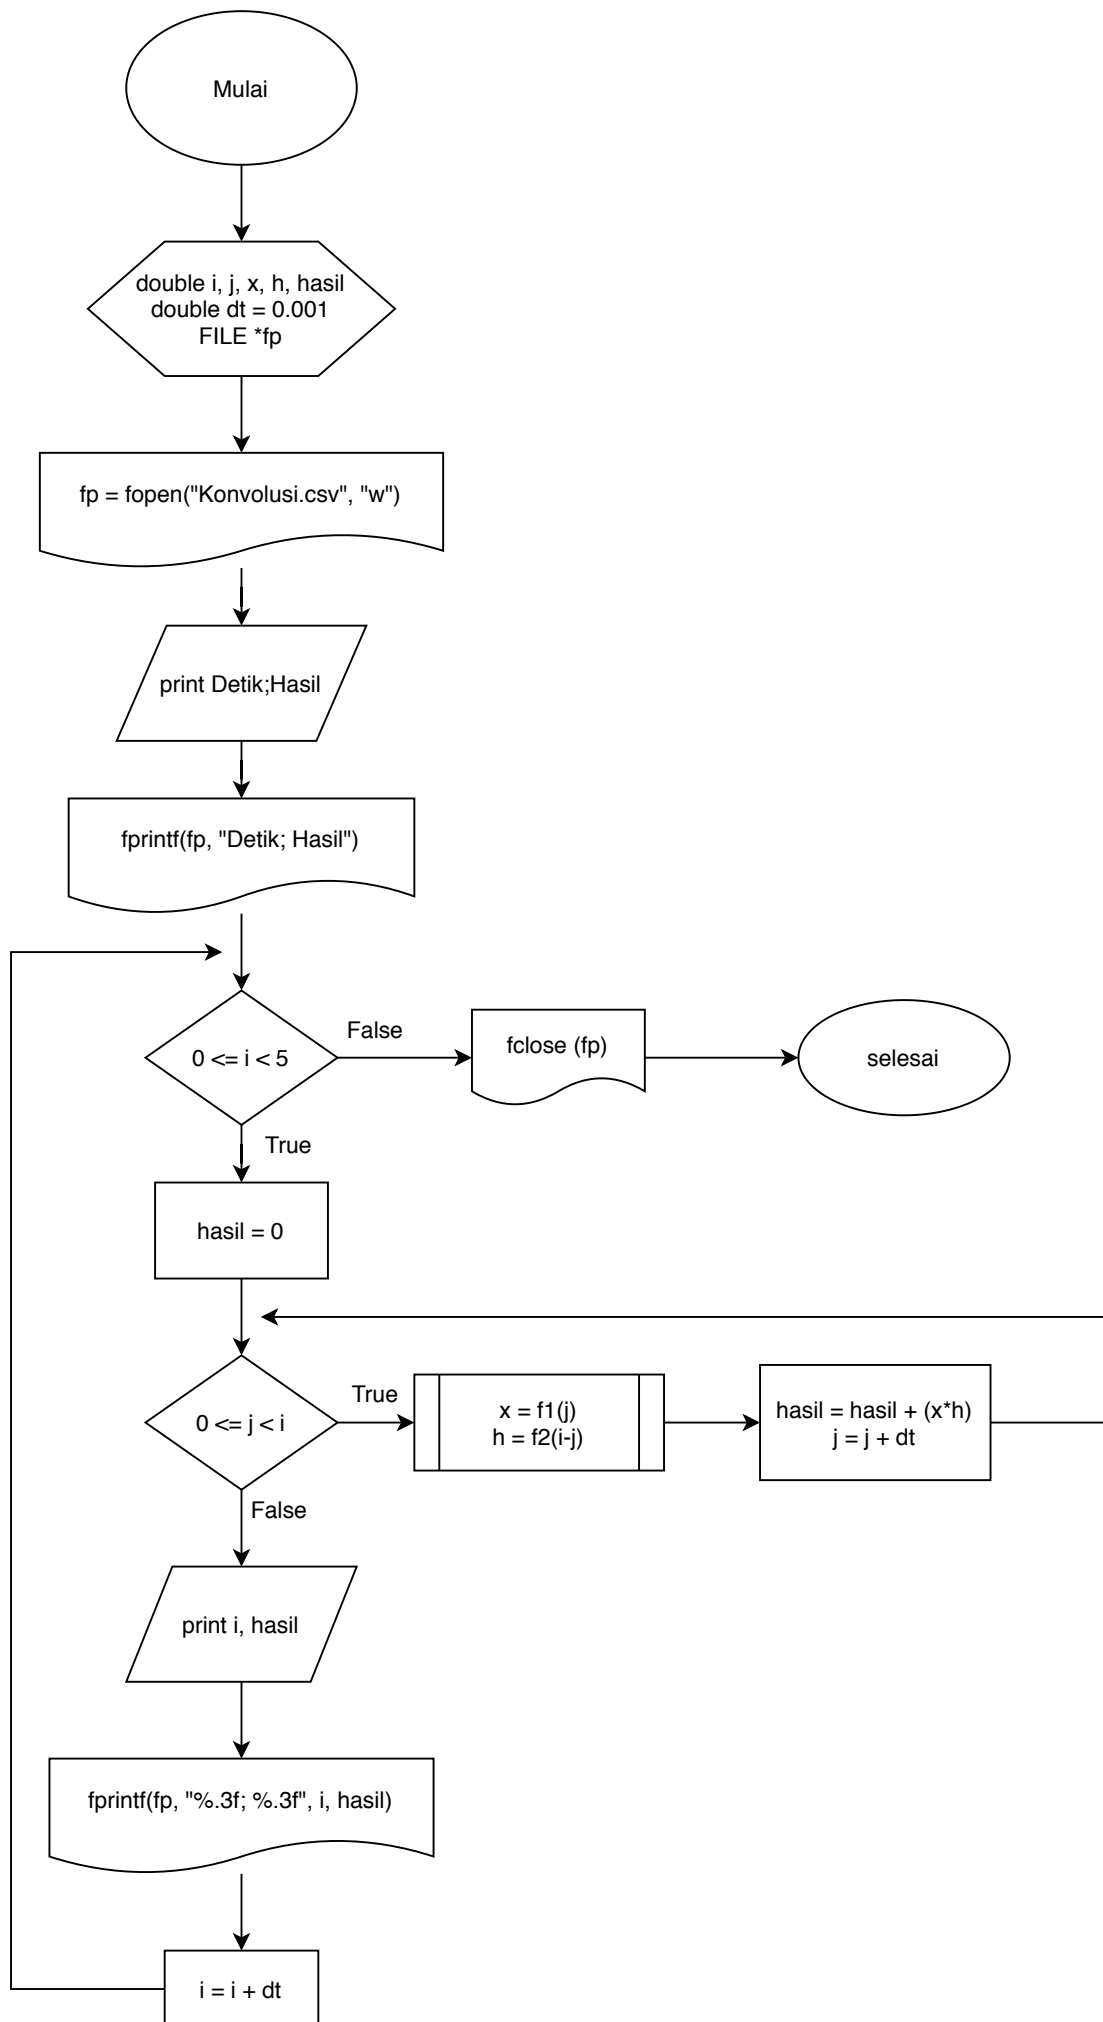 Mulai
double i, j, x, h, hasil
double dt = 0.001
FILE *fp
fp = fopen("Konvolusi.csv", "w")
print Detik;Hasil
fprintf(fp, "Detik; Hasil")
0 <= i < 5
False
fclose (fp)
selesai
True
hasil = 0
0 <= j < i
True
x = f1(j)
h = f2(i-j)
hasil = hasil + (x*h)
j = j + dt
False
print i, hasil
fprintf(fp, "%.3f; %.3f", i, hasil)
i = i + dt